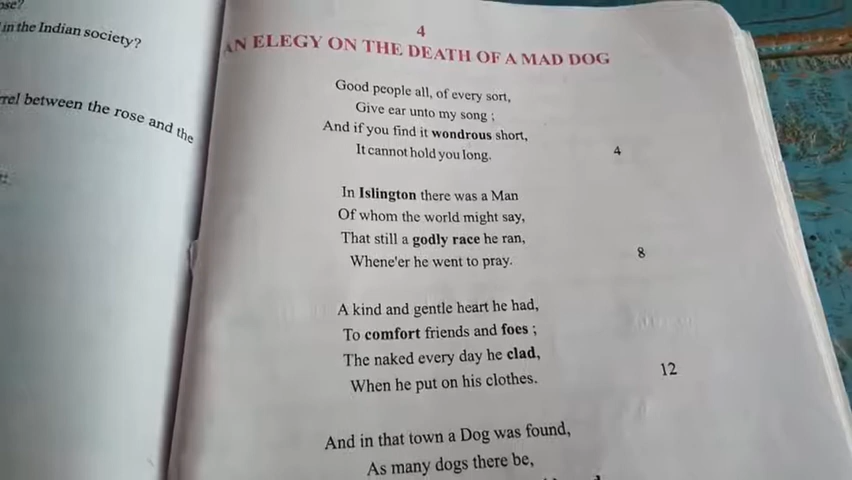 ose?
in the Indian society?
rrel between the rose and the
4
AN ELEGY ON THE DEATH OF A MAD DOG
Good people all, of every sort,
Give ear unto my song ;
And if you find it wondrous short,
It cannot hold you long.
4
In Islington there was a Man
Of whom the world might say,
That still a godly race he ran,
Whene'er he went to pray.
8
A kind and gentle heart he had,
To comfort friends and foes ;
The naked every day he clad,
When he put on his clothes.
12
And in that town a Dog was found,
As many dogs there be,